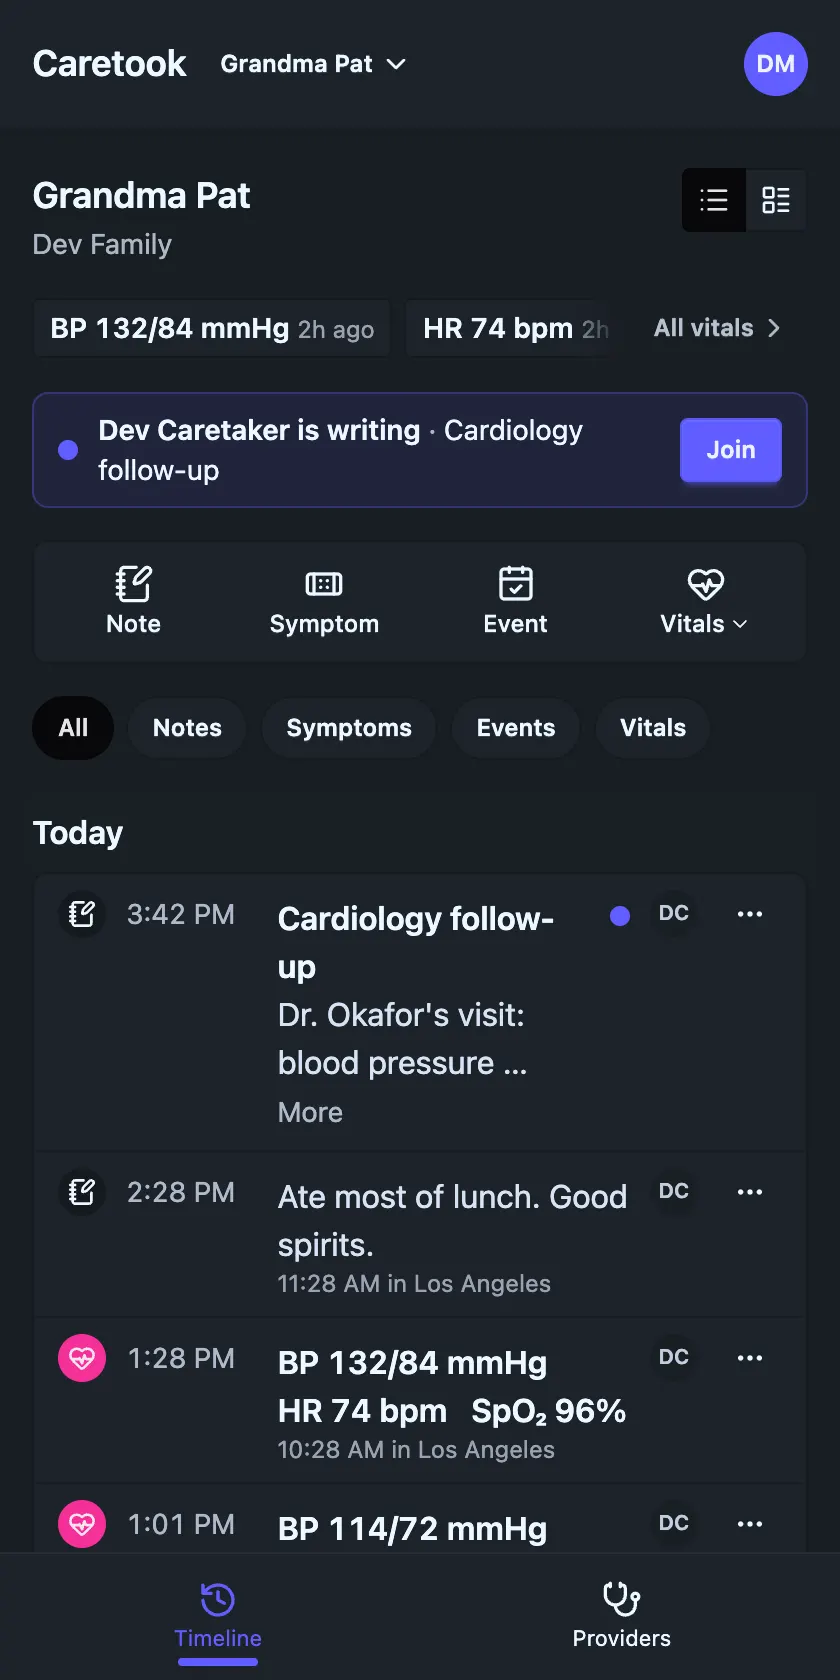 Caretook Grandma Pat DM
Grandma Pat
Dev Family
BP 132/84 mmHg 2h ago HR 74 bpm 2h All vitals
Dev Caretaker is writing · Cardiology
follow-up
Join
Note Symptom Event Vitals
All Notes Symptoms Events Vitals
Today
3:42 PM Cardiology follow- DC
up
Dr. Okafor's visit:
blood pressure ...
More
2:28 PM Ate most of lunch. Good DC
spirits.
11:28 AM in Los Angeles
1:28 PM BP 132/84 mmHg DC
HR 74 bpm SpO₂ 96%
10:28 AM in Los Angeles
1:01 PM BP 114/72 mmHg DC
Timeline Providers